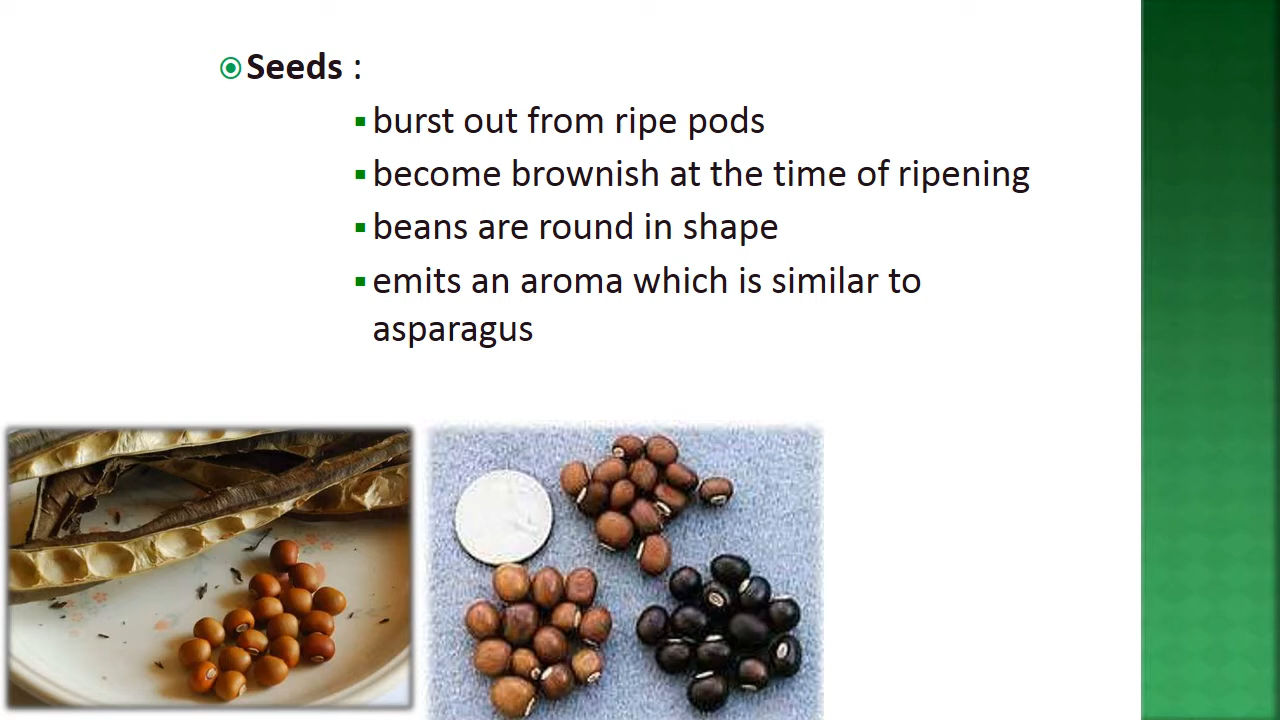 Seeds :
burst out from ripe pods
become brownish at the time of ripening
beans are round in shape
emits an aroma which is similar to
asparagus